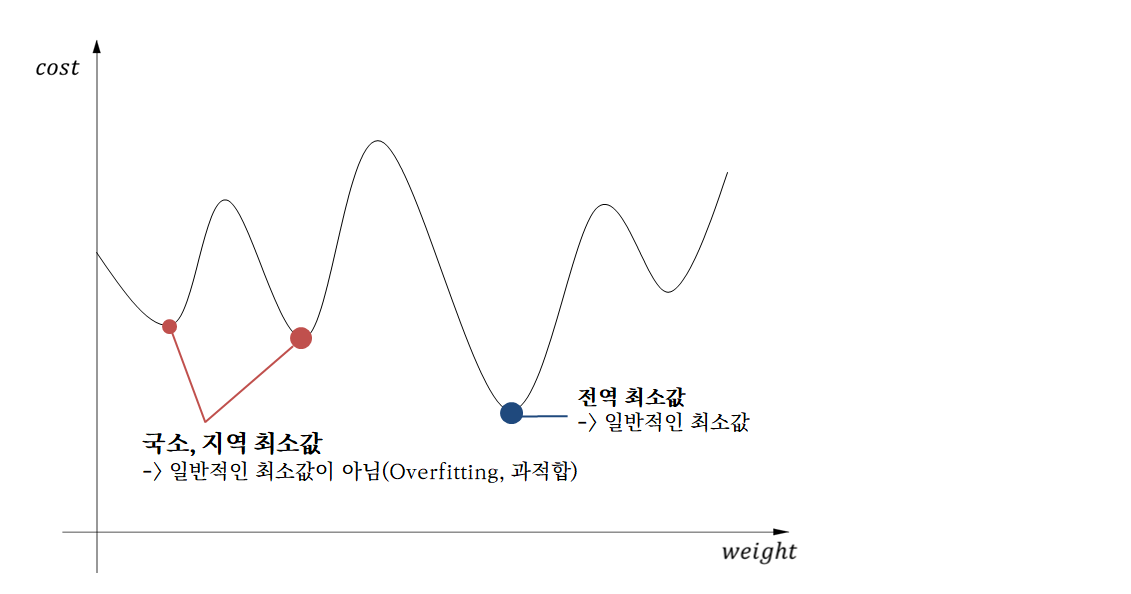 cost
전역 최소값
-> 일반적인 최소값
국소, 지역 최소값
-> 일반적인 최소값이 아님(Overfitting, 과적합)
weight